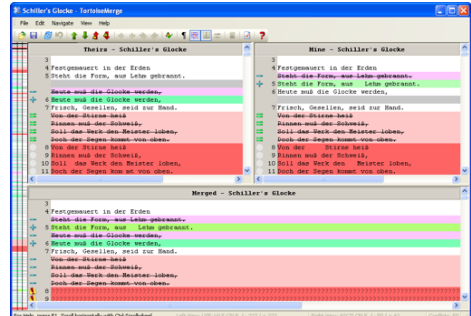 Schiller's Glocke - TortoiseMerge
File Edit Navigate View Help
Theirs - Schiller's Glocke
3
4 Festgemauert in der Erden
5 Steht die Form, aus Lehm gebrannt.
Heute muß die Glocke werden,
6 Heute muß die Glocke werden,
7 Frisch, Gesellen, seid zur Hand.
Von der Stirne heiß
Rinnen muß der Schweiß,
Soll das Werk den Meister loben,
Doch der Segen kommt von oben.
8 Von der Stirne heiß
9 Rinnen muß der Schweiß,
10 Soll das Werk den Meister loben,
11 Doch der Segen kom mt von oben.
Mine - Schiller's Glocke
3
4 Festgemauert in der Erden
Steht die Form, aus Lehm gebrannt.
5 Steht die Form, aus Lehm gebrannt.
6 Heute muß die Glocke werden,
7 Frisch, Gesellen, seid zur Hand.
Von der Stirne heiß
Rinnen muß der Schweiß,
Soll das Werk den Meister loben,
Doch der Segen kommt von oben.
8 Von der Stirne heiß
9 Rinnen muß der Schweiß,
10 Soll das Werk den Meister loben,
11 Doch der Segen kommt von oben.
Merged - Schiller's Glocke
3
4 Festgemauert in der Erden
Steht die Form, aus Lehm gebrannt.
5 Steht die Form, aus Lehm gebrannt.
Heute muß die Glocke werden,
6 Heute muß die Glocke werden,
7 Frisch, Gesellen, seid zur Hand.
Von der Stirne heiß
Rinnen muß der Schweiß,
Soll das Werk den Meister loben,
Doch der Segen kommt von oben.
8
9